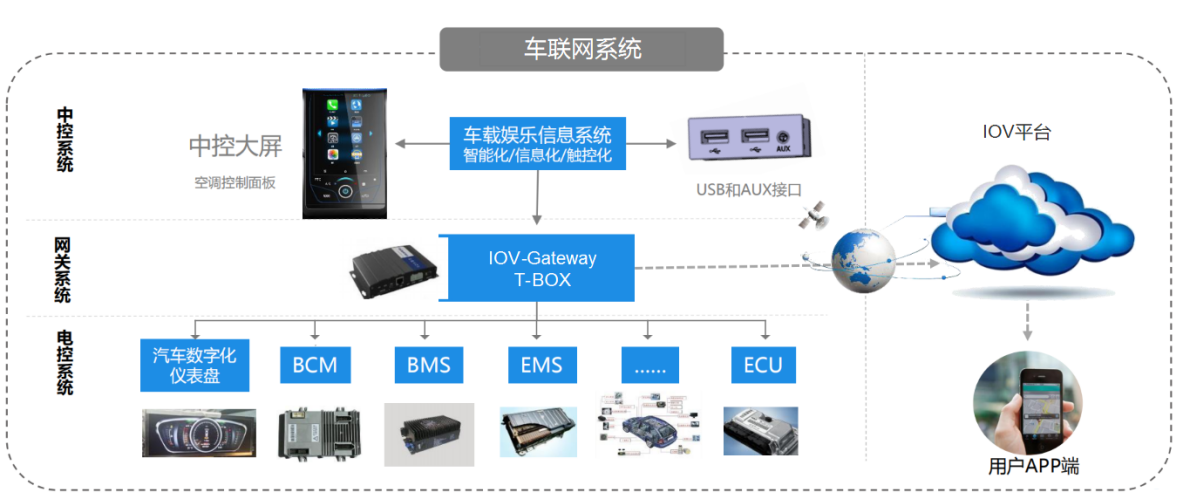 车联网系统
中控系统
中控大屏
空调控制面板
车载娱乐信息系统
智能化/信息化/触控化
AUX
USB和AUX接口
IOV平台
网关系统
IOV-Gateway
T-BOX
电控系统
汽车数字化
仪表盘
BCM
BMS
EMS
......
ECU
用户APP端